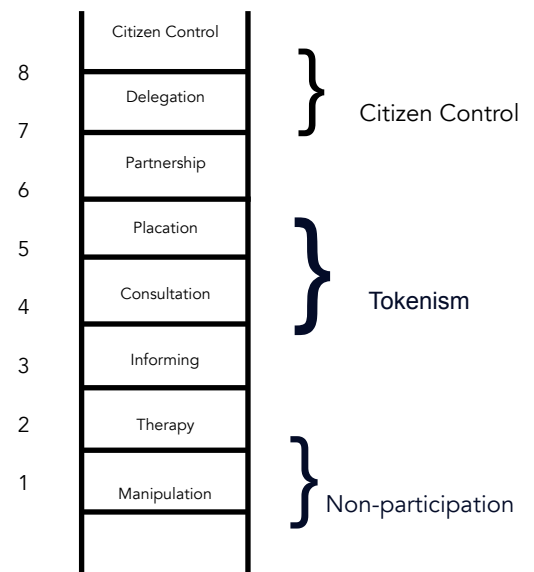 Citizen Control
8
Delegation
Citizen Control
7
Partnership
6
Placation
5
Consultation
Tokenism
4
Informing
3
Therapy
2
1
Manipulation
Non-participation